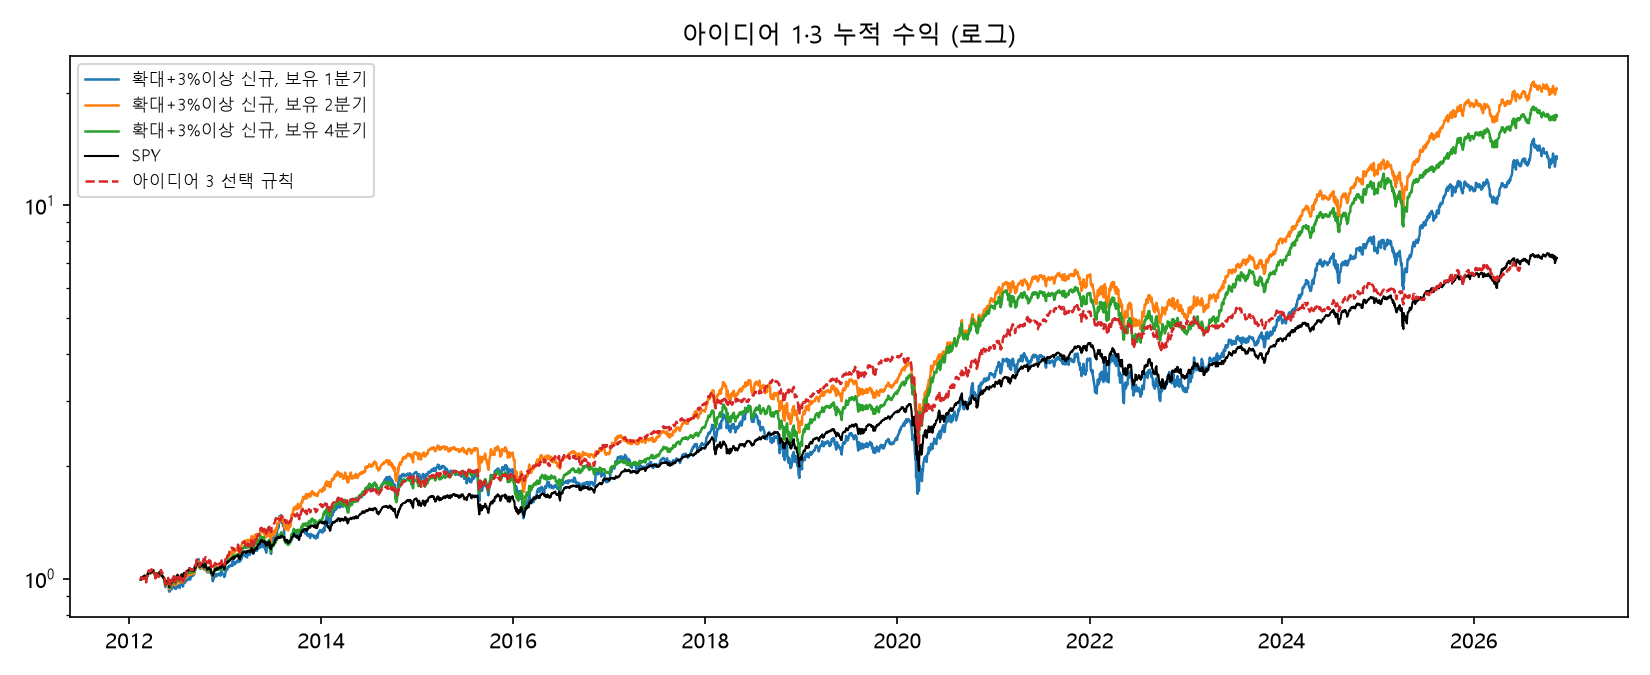 아이디어 1·3 누적 수익 (로그)
확대+3%이상 신규, 보유 1분기
확대+3%이상 신규, 보유 2분기
확대+3%이상 신규, 보유 4분기
SPY
아이디어 3 선택 규칙
10¹
10⁰
2012 2014 2016 2018 2020 2022 2024 2026